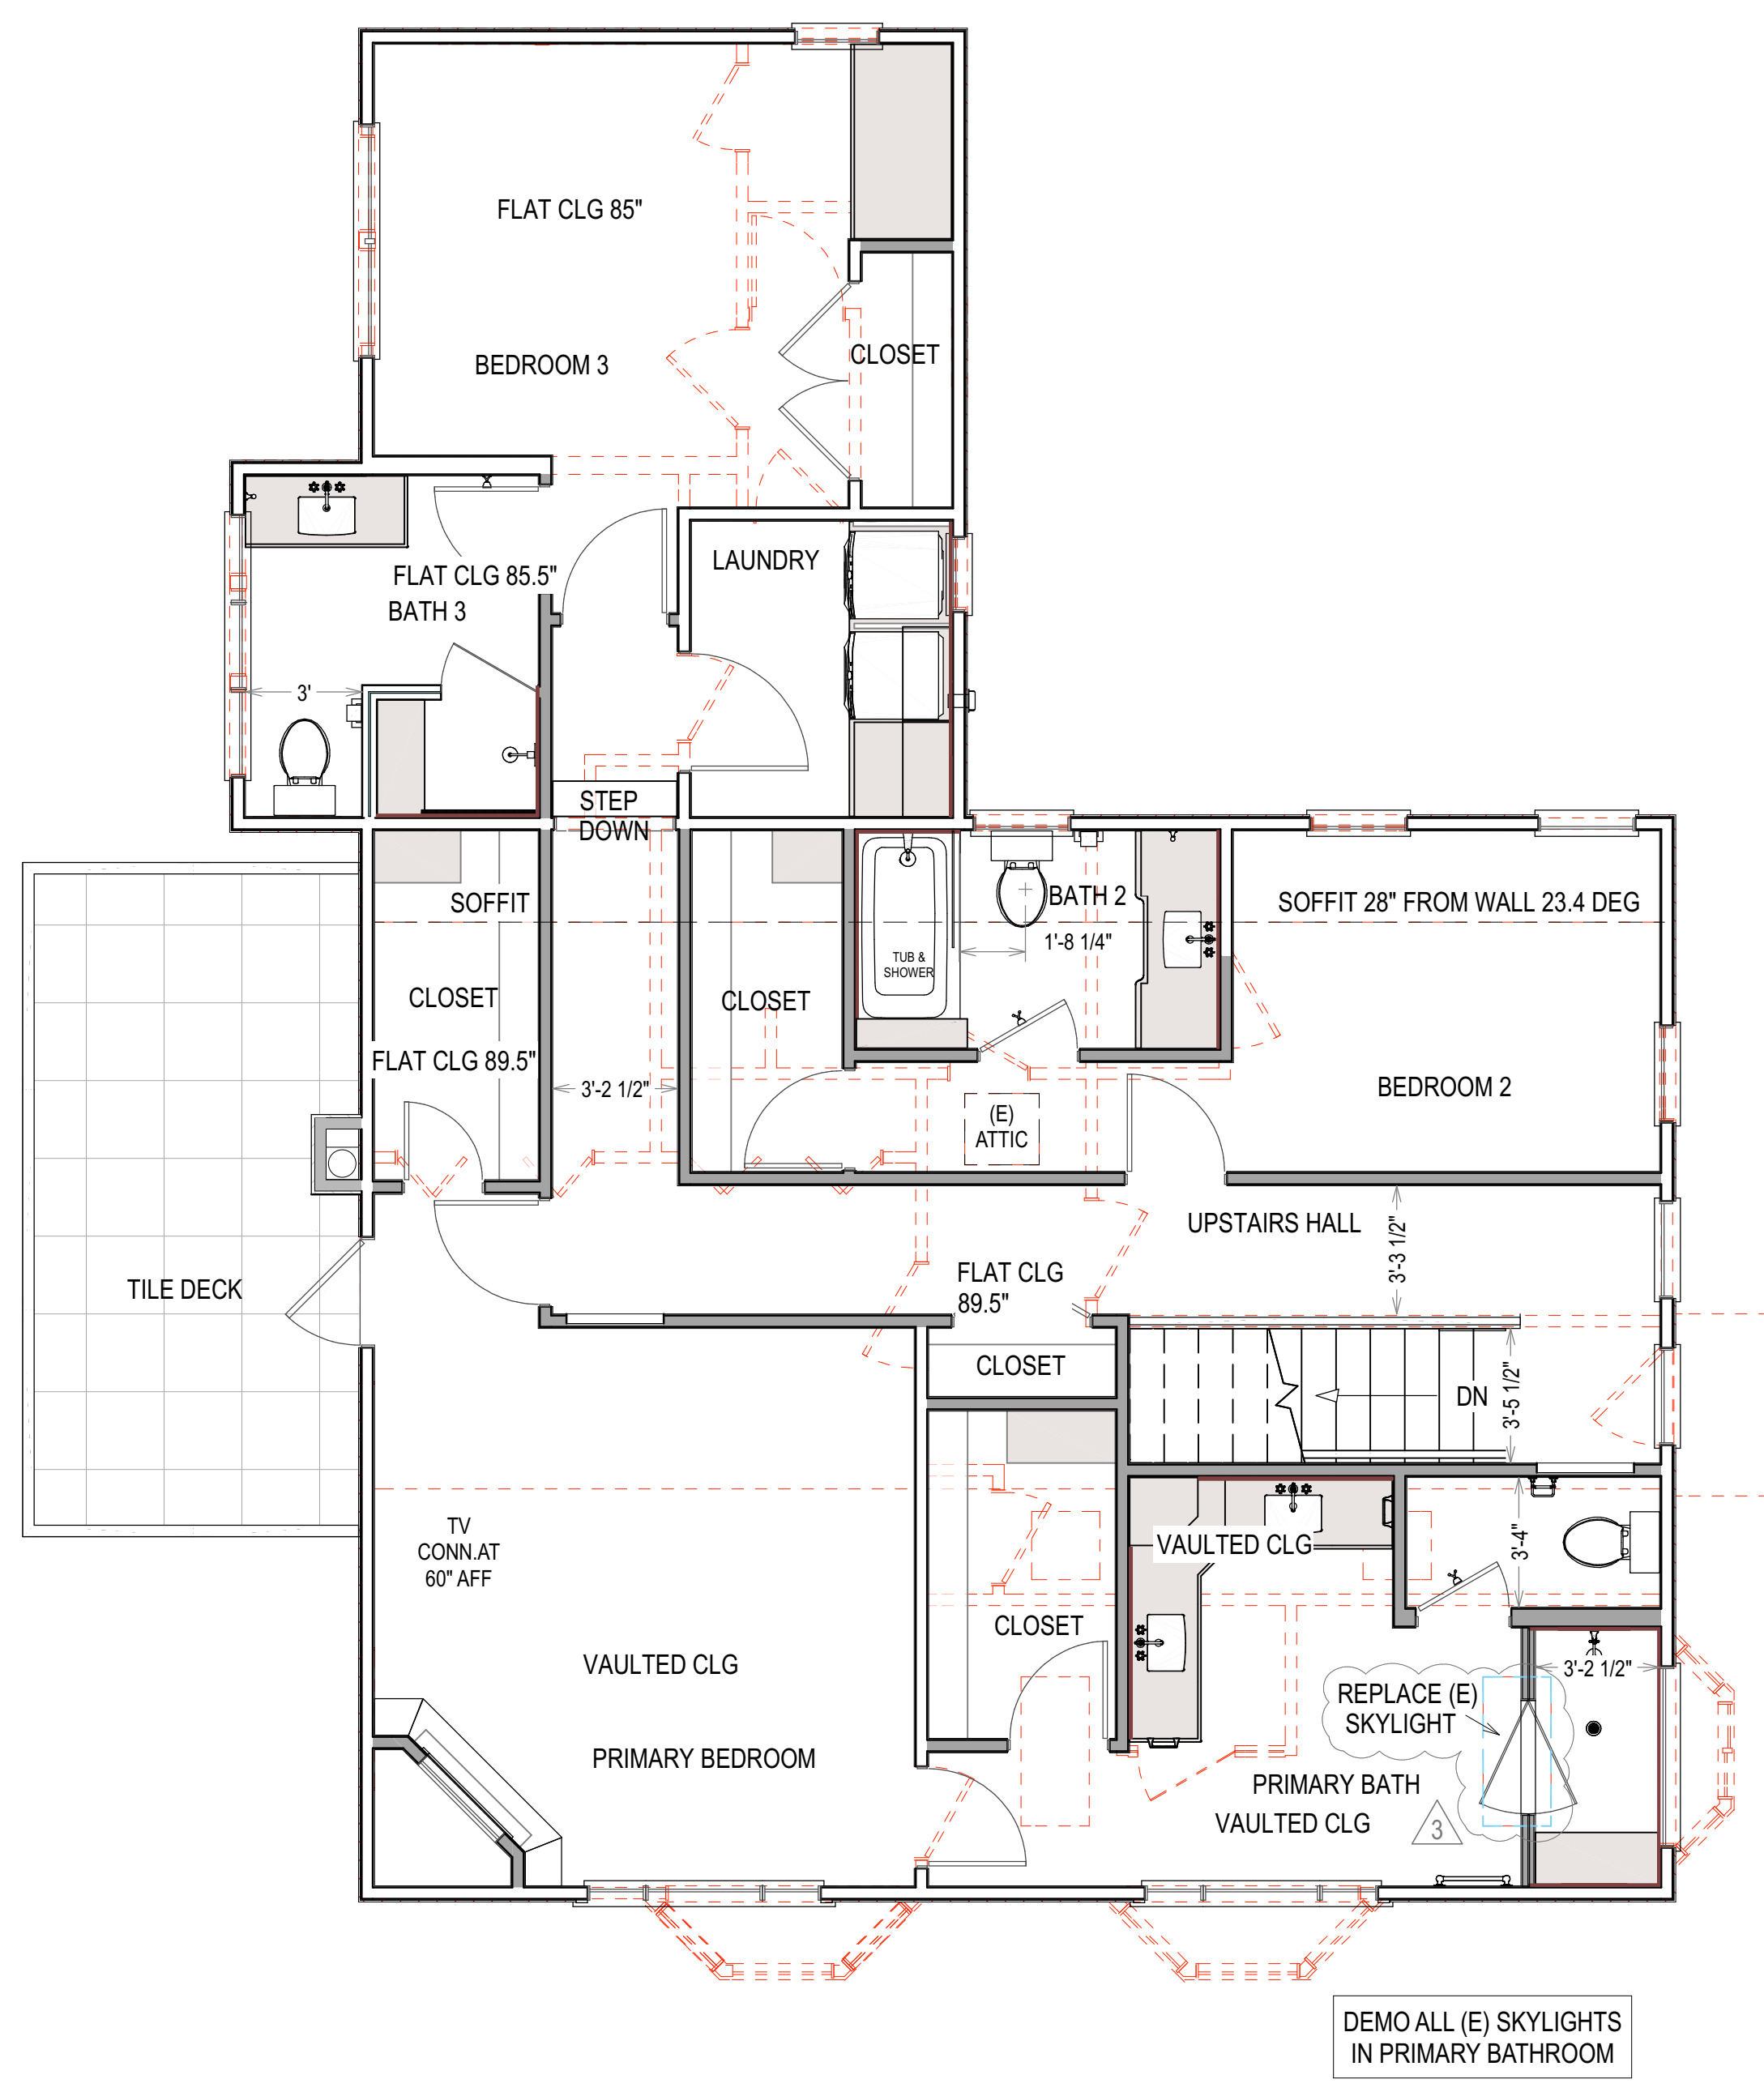 FLAT CLG 85"
BEDROOM 3
CLOSET
LAUNDRY
FLAT CLG 85.5"
BATH 3
3'
STEP
DOWN
SOFFIT
BATH 2
SOFFIT 28" FROM WALL 23.4 DEG
1'-8 1/4"
TUB &
SHOWER
CLOSET
CLOSET
FLAT CLG 89.5"
3'-2 1/2"
BEDROOM 2
(E)
ATTIC
UPSTAIRS HALL
3'-3 1/2"
TILE DECK
FLAT CLG
89.5"
CLOSET
DN
3'-5 1/2"
TV
CONN.AT
60" AFF
VAULTED CLG
3'-4"
CLOSET
VAULTED CLG
3'-2 1/2"
REPLACE (E)
SKYLIGHT
PRIMARY BEDROOM
PRIMARY BATH
VAULTED CLG
3
DEMO ALL (E) SKYLIGHTS
IN PRIMARY BATHROOM